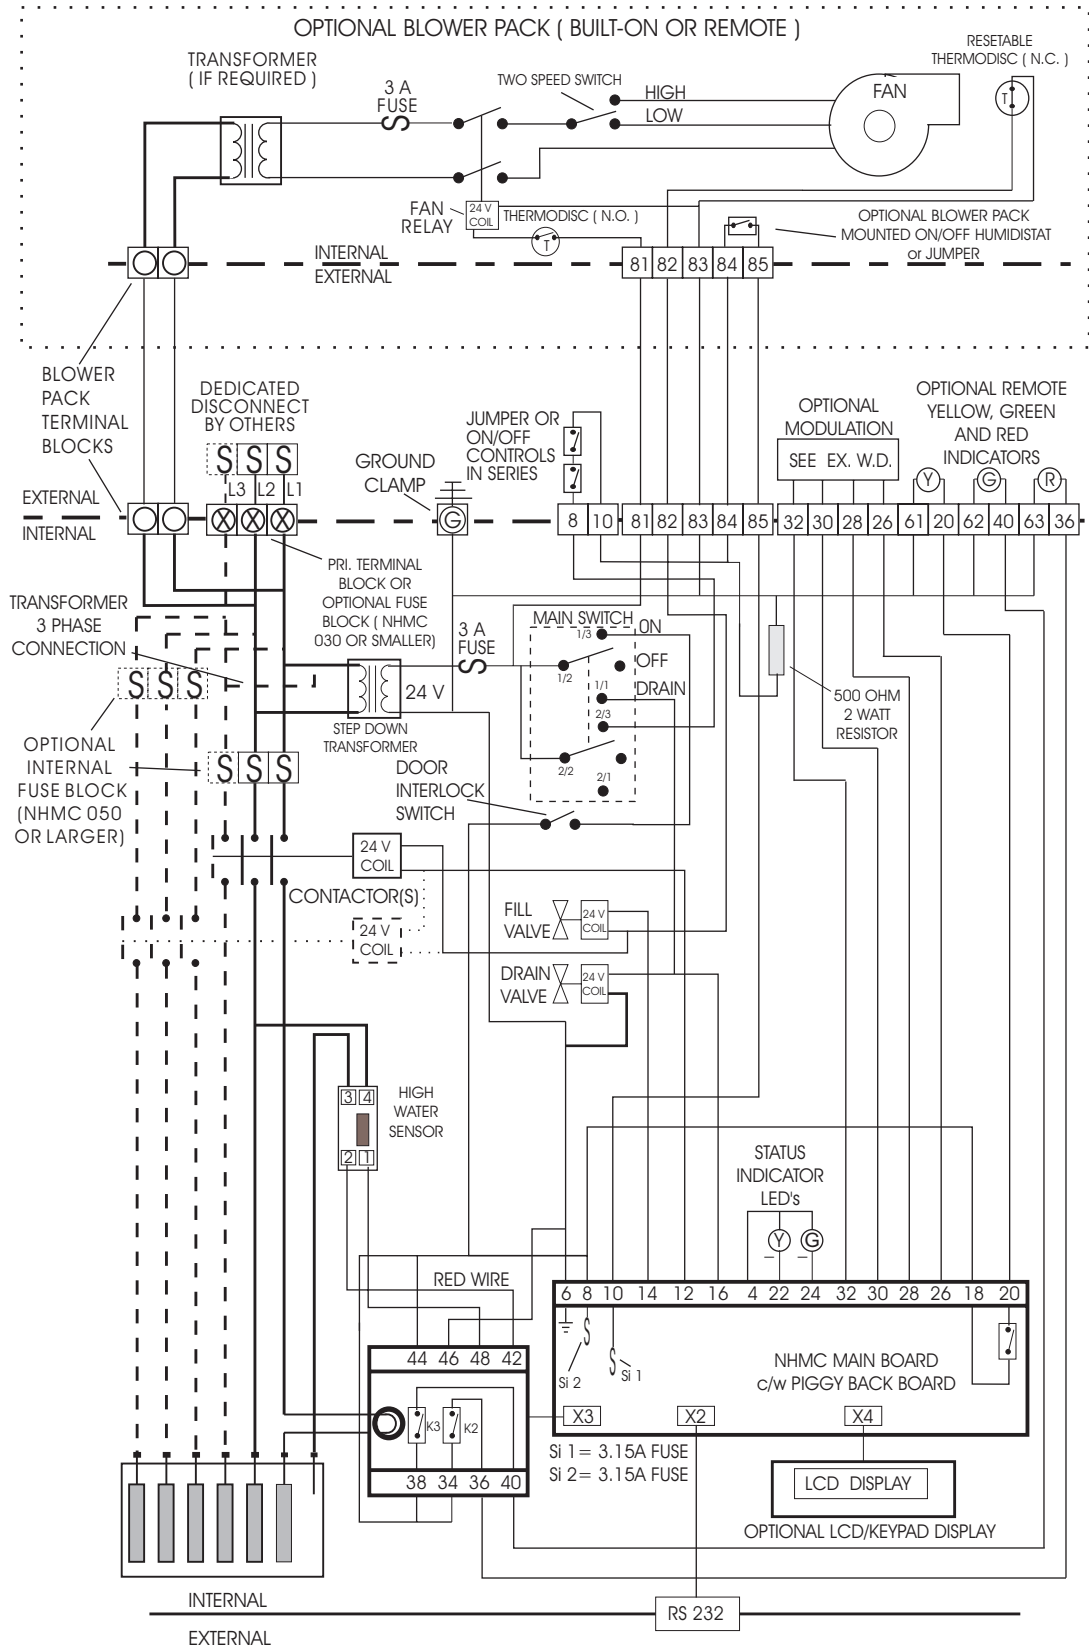 OPTIONAL BLOWER PACK ( BUILT-ON OR REMOTE )
TRANSFORMER
( IF REQUIRED )
3 A
FUSE
TWO SPEED SWITCH
HIGH
LOW
FAN
RESETABLE
THERMODISC ( N.C. )
T
FAN
RELAY
24 V
COIL
THERMODISC ( N.O. )
T
OPTIONAL BLOWER PACK
MOUNTED ON/OFF HUMIDISTAT
or JUMPER
INTERNAL
EXTERNAL
81 82 83 84 85
BLOWER
PACK
TERMINAL
BLOCKS
DEDICATED
DISCONNECT
BY OTHERS
S S S
L3 L2 L1
GROUND
CLAMP
JUMPER OR
ON/OFF
CONTROLS
IN SERIES
OPTIONAL
MODULATION
SEE EX. W.D.
OPTIONAL REMOTE
YELLOW, GREEN
AND RED
INDICATORS
Y G R
EXTERNAL
INTERNAL
X X X
G
8 10 81 82 83 84 85 32 30 28 26 61 20 62 40 63 36
PRI. TERMINAL
BLOCK OR
OPTIONAL FUSE
BLOCK ( NHMC
030 OR SMALLER)
TRANSFORMER
3 PHASE
CONNECTION
S S S
3 A
FUSE
24 V
STEP DOWN
TRANSFORMER
MAIN SWITCH
1/3
0N
1/2
OFF
1/1
DRAIN
2/3
2/2
2/1
500 OHM
2 WATT
RESISTOR
OPTIONAL
INTERNAL
FUSE BLOCK
(NHMC 050
OR LARGER)
S S S
DOOR
INTERLOCK
SWITCH
24 V
COIL
CONTACTOR(S)
24 V
COIL
FILL
VALVE
24 V
COIL
DRAIN
VALVE
24 V
COIL
3 4
2 1
HIGH
WATER
SENSOR
STATUS
INDICATOR
LED's
Y G
RED WIRE
6 8 10 14 12 16 4 22 24 32 30 28 26 18 20
Si 2
Si 1
NHMC MAIN BOARD
c/w PIGGY BACK BOARD
44 46 48 42
K3 K2
38 34 36 40
X3 X2 X4
Si 1 = 3.15A FUSE
Si 2 = 3.15A FUSE
LCD DISPLAY
OPTIONAL LCD/KEYPAD DISPLAY
INTERNAL
EXTERNAL
RS 232